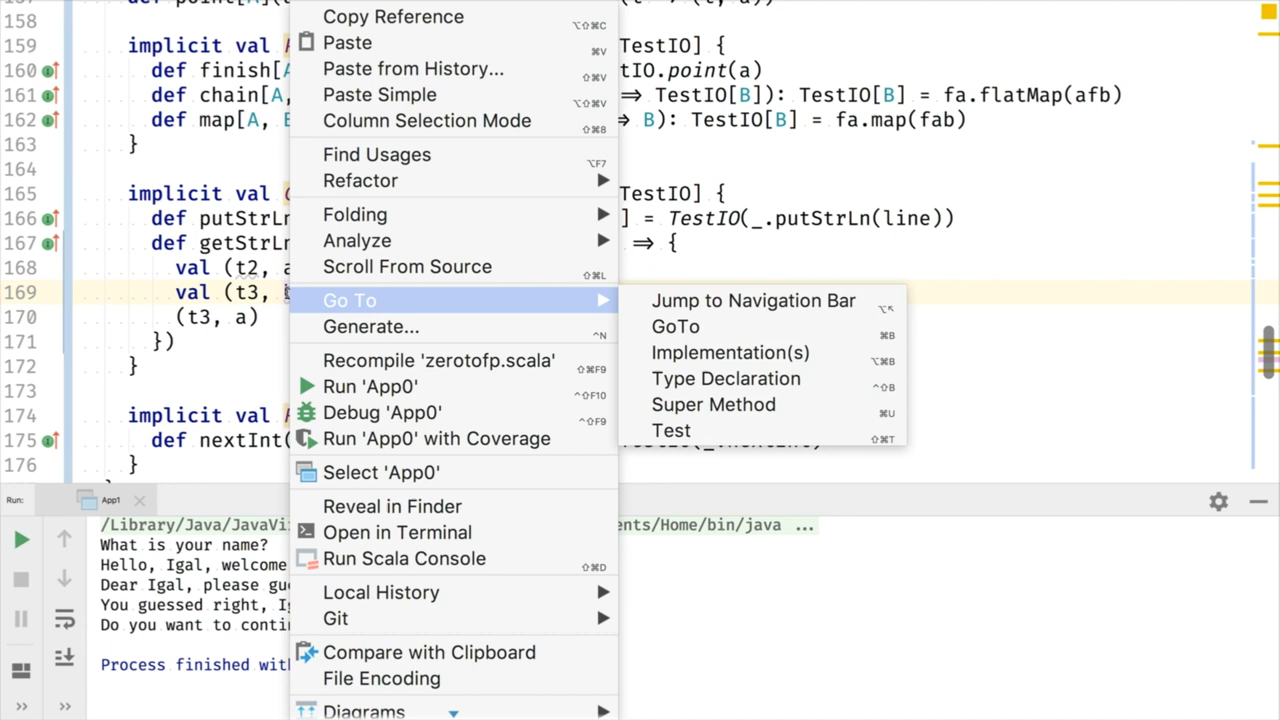 158
159 implicit val TestIO] {
160 def finish[A tIO.point(a)
161 def chain[A, ⇒ TestIO[B]): TestIO[B] = fa.flatMap(afb)
162 def map[A, B ⇒ B): TestIO[B] = fa.map(fab)
163 }
164
165 implicit val TestIO] {
166 def putStrLn ] = TestIO(_.putStrLn(line))
167 def getStrLn ⇒ {
168 val (t2, a
169 val (t3,
170 (t3, a)
171 })
172 }
173
174 implicit val
175 def nextInt(
176 }
Copy Reference ⌥⇧⌘C
Paste ⌘V
Paste from History... ⇧⌘V
Paste Simple ⌥⇧⌘V
Column Selection Mode ⇧⌘8
Find Usages ⌥F7
Refactor
Folding
Analyze
Scroll From Source ⇧⌘L
Go To
Generate... ^N
Recompile 'zerotofp.scala' ⇧⌘F9
Run 'App0' ^⇧F10
Debug 'App0' ^⇧F9
Run 'App0' with Coverage
Select 'App0'
Reveal in Finder
Open in Terminal
Run Scala Console ⇧⌘D
Local History
Git
Compare with Clipboard
File Encoding
Diagrams
Jump to Navigation Bar ⌥↖
GoTo ⌘B
Implementation(s) ⌥⌘B
Type Declaration ^⇧B
Super Method ⌘U
Test ⇧⌘T
Run: App1
/Library/Java/JavaVi ents/Home/bin/java ...
What is your name?
Hello, Igal, welcome
Dear Igal, please gue
You guessed right, Ig
Do you want to contin
Process finished with